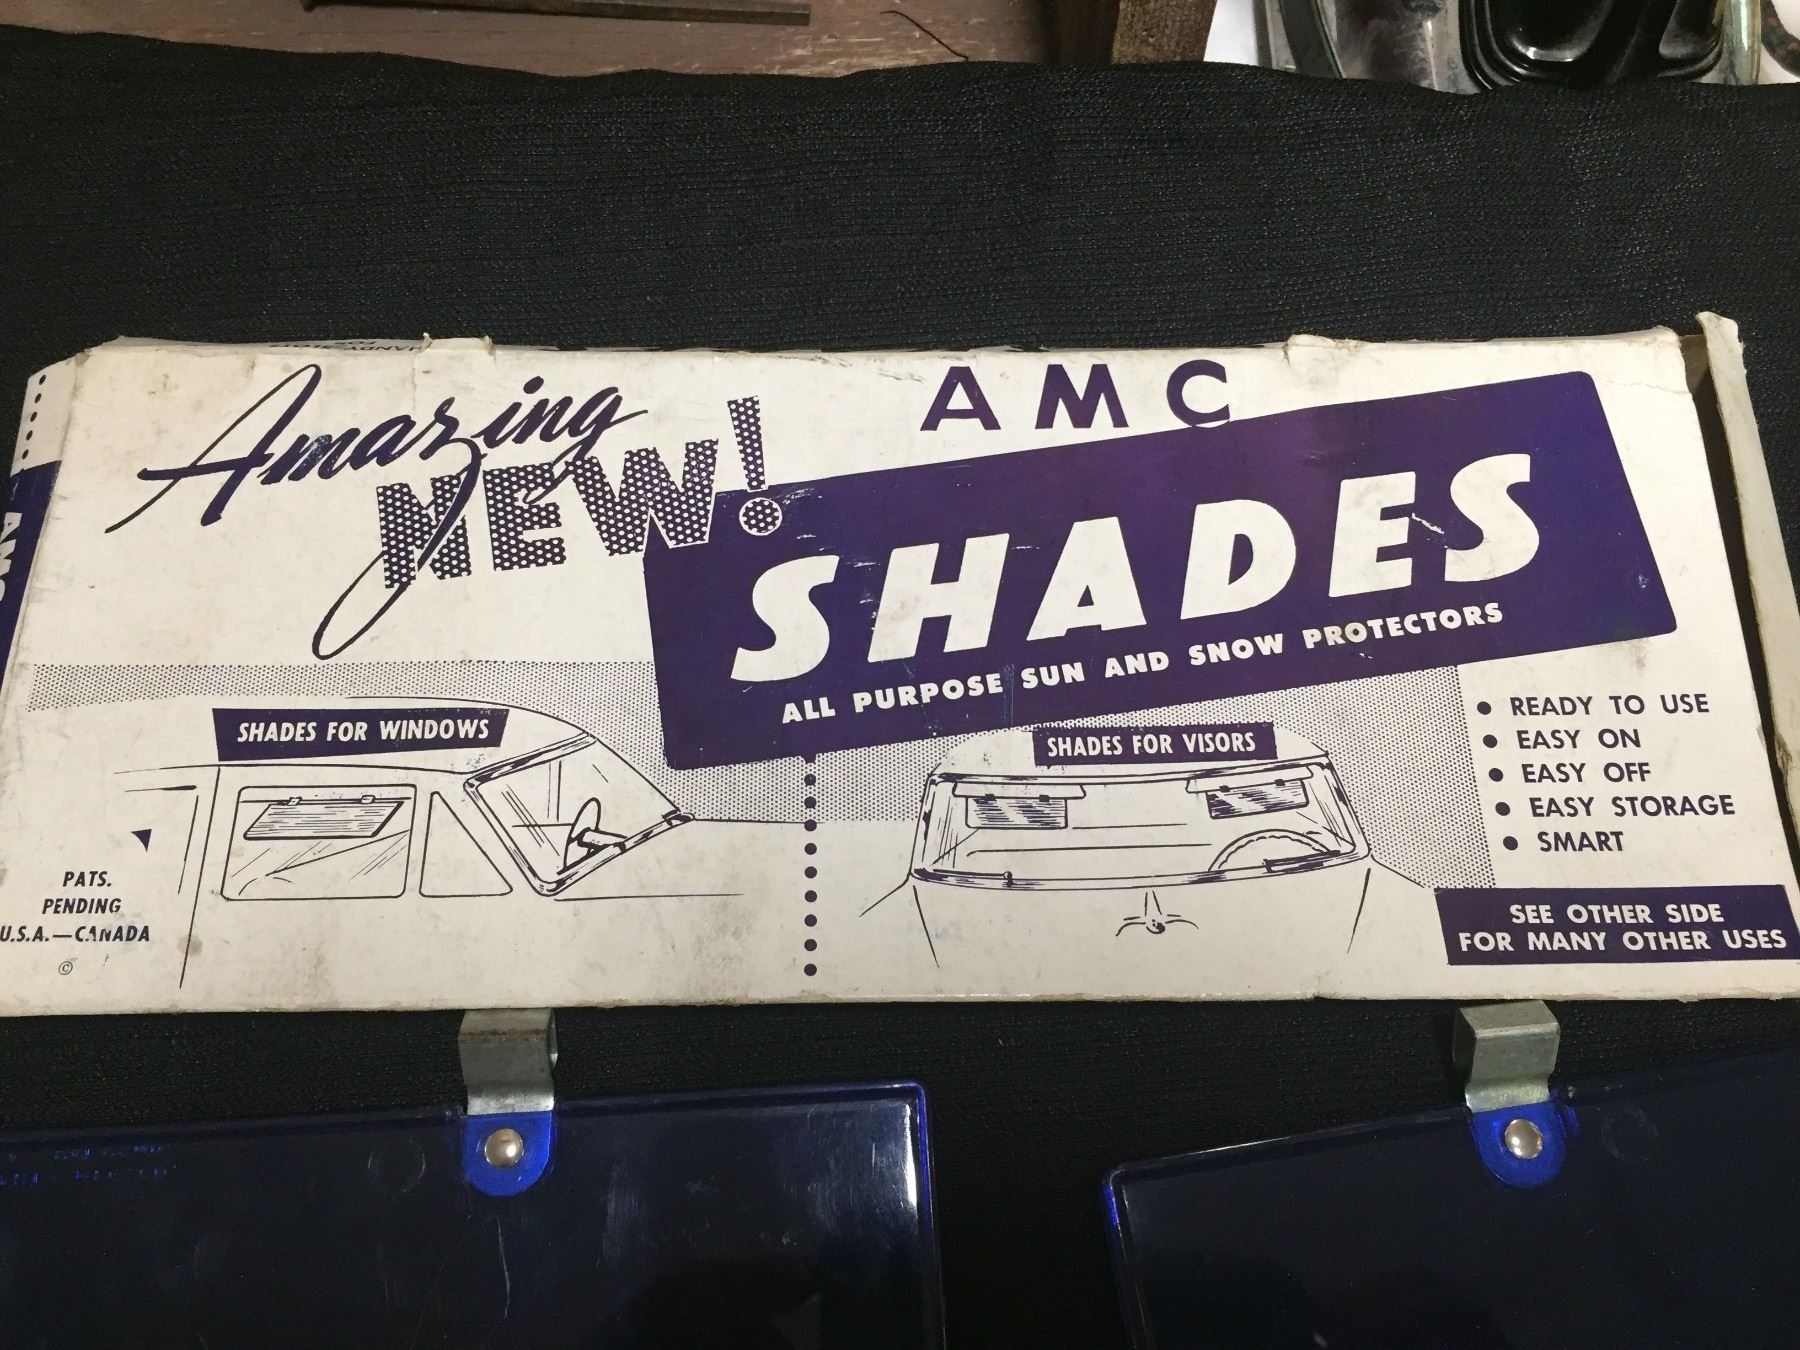 Amazing
NEW!
AMC
SHADES
ALL PURPOSE SUN AND SNOW PROTECTORS
SHADES FOR WINDOWS
SHADES FOR VISORS
• READY TO USE
• EASY ON
• EASY OFF
• EASY STORAGE
• SMART
PATS.
PENDING
U.S.A.—CANADA
©
SEE OTHER SIDE
FOR MANY OTHER USES